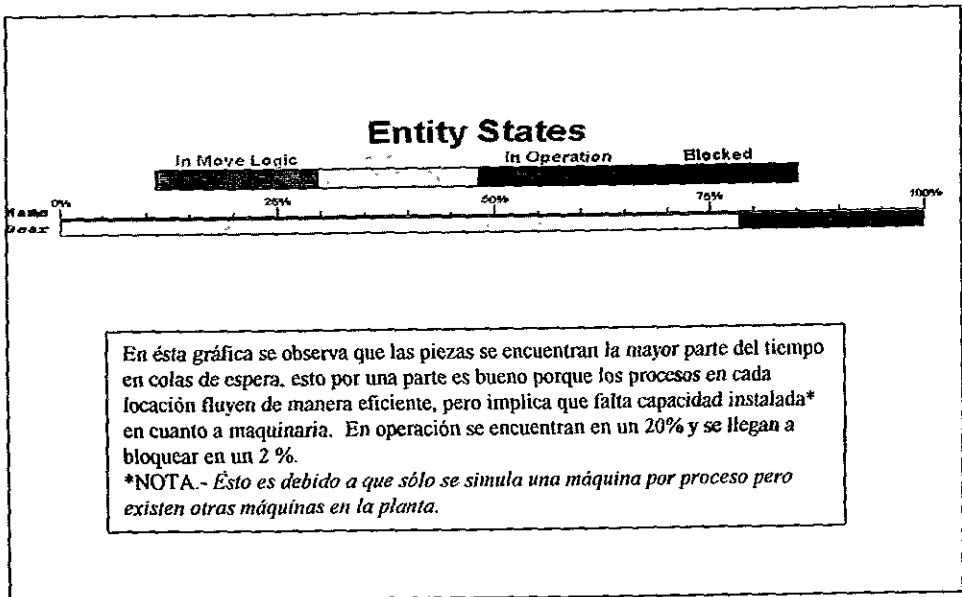 Entity States
In Move Logic In Operation Blocked
0% 25% 50% 75% 100%
Name
Gear
En ésta gráfica se observa que las piezas se encuentran la mayor parte del tiempo
en colas de espera, esto por una parte es bueno porque los procesos en cada
locación fluyen de manera eficiente, pero implica que falta capacidad instalada*
en cuanto a maquinaria. En operación se encuentran en un 20% y se llegan a
bloquear en un 2 %.
*NOTA.- Ésto es debido a que sólo se simula una máquina por proceso pero
existen otras máquinas en la planta.